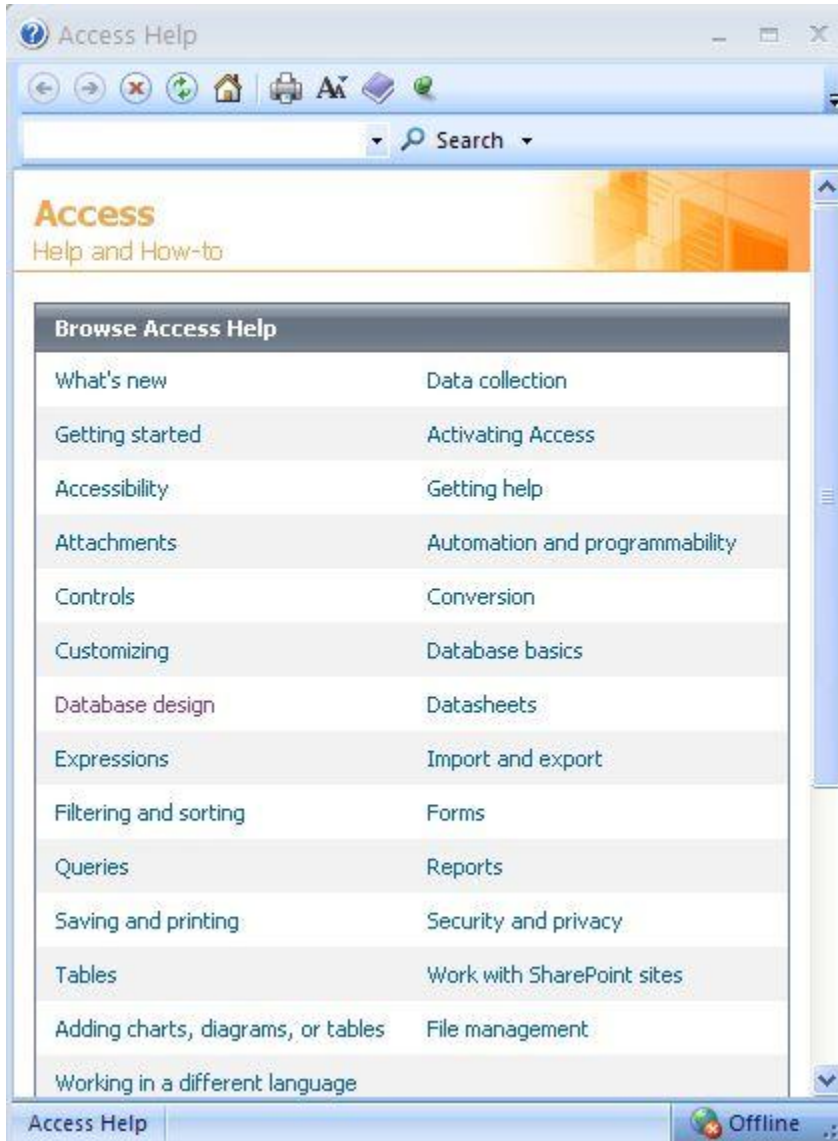 Access Help
Search
Access
Help and How-to
Browse Access Help
What's new Data collection
Getting started Activating Access
Accessibility Getting help
Attachments Automation and programmability
Controls Conversion
Customizing Database basics
Database design Datasheets
Expressions Import and export
Filtering and sorting Forms
Queries Reports
Saving and printing Security and privacy
Tables Work with SharePoint sites
Adding charts, diagrams, or tables File management
Working in a different language
Access Help Offline